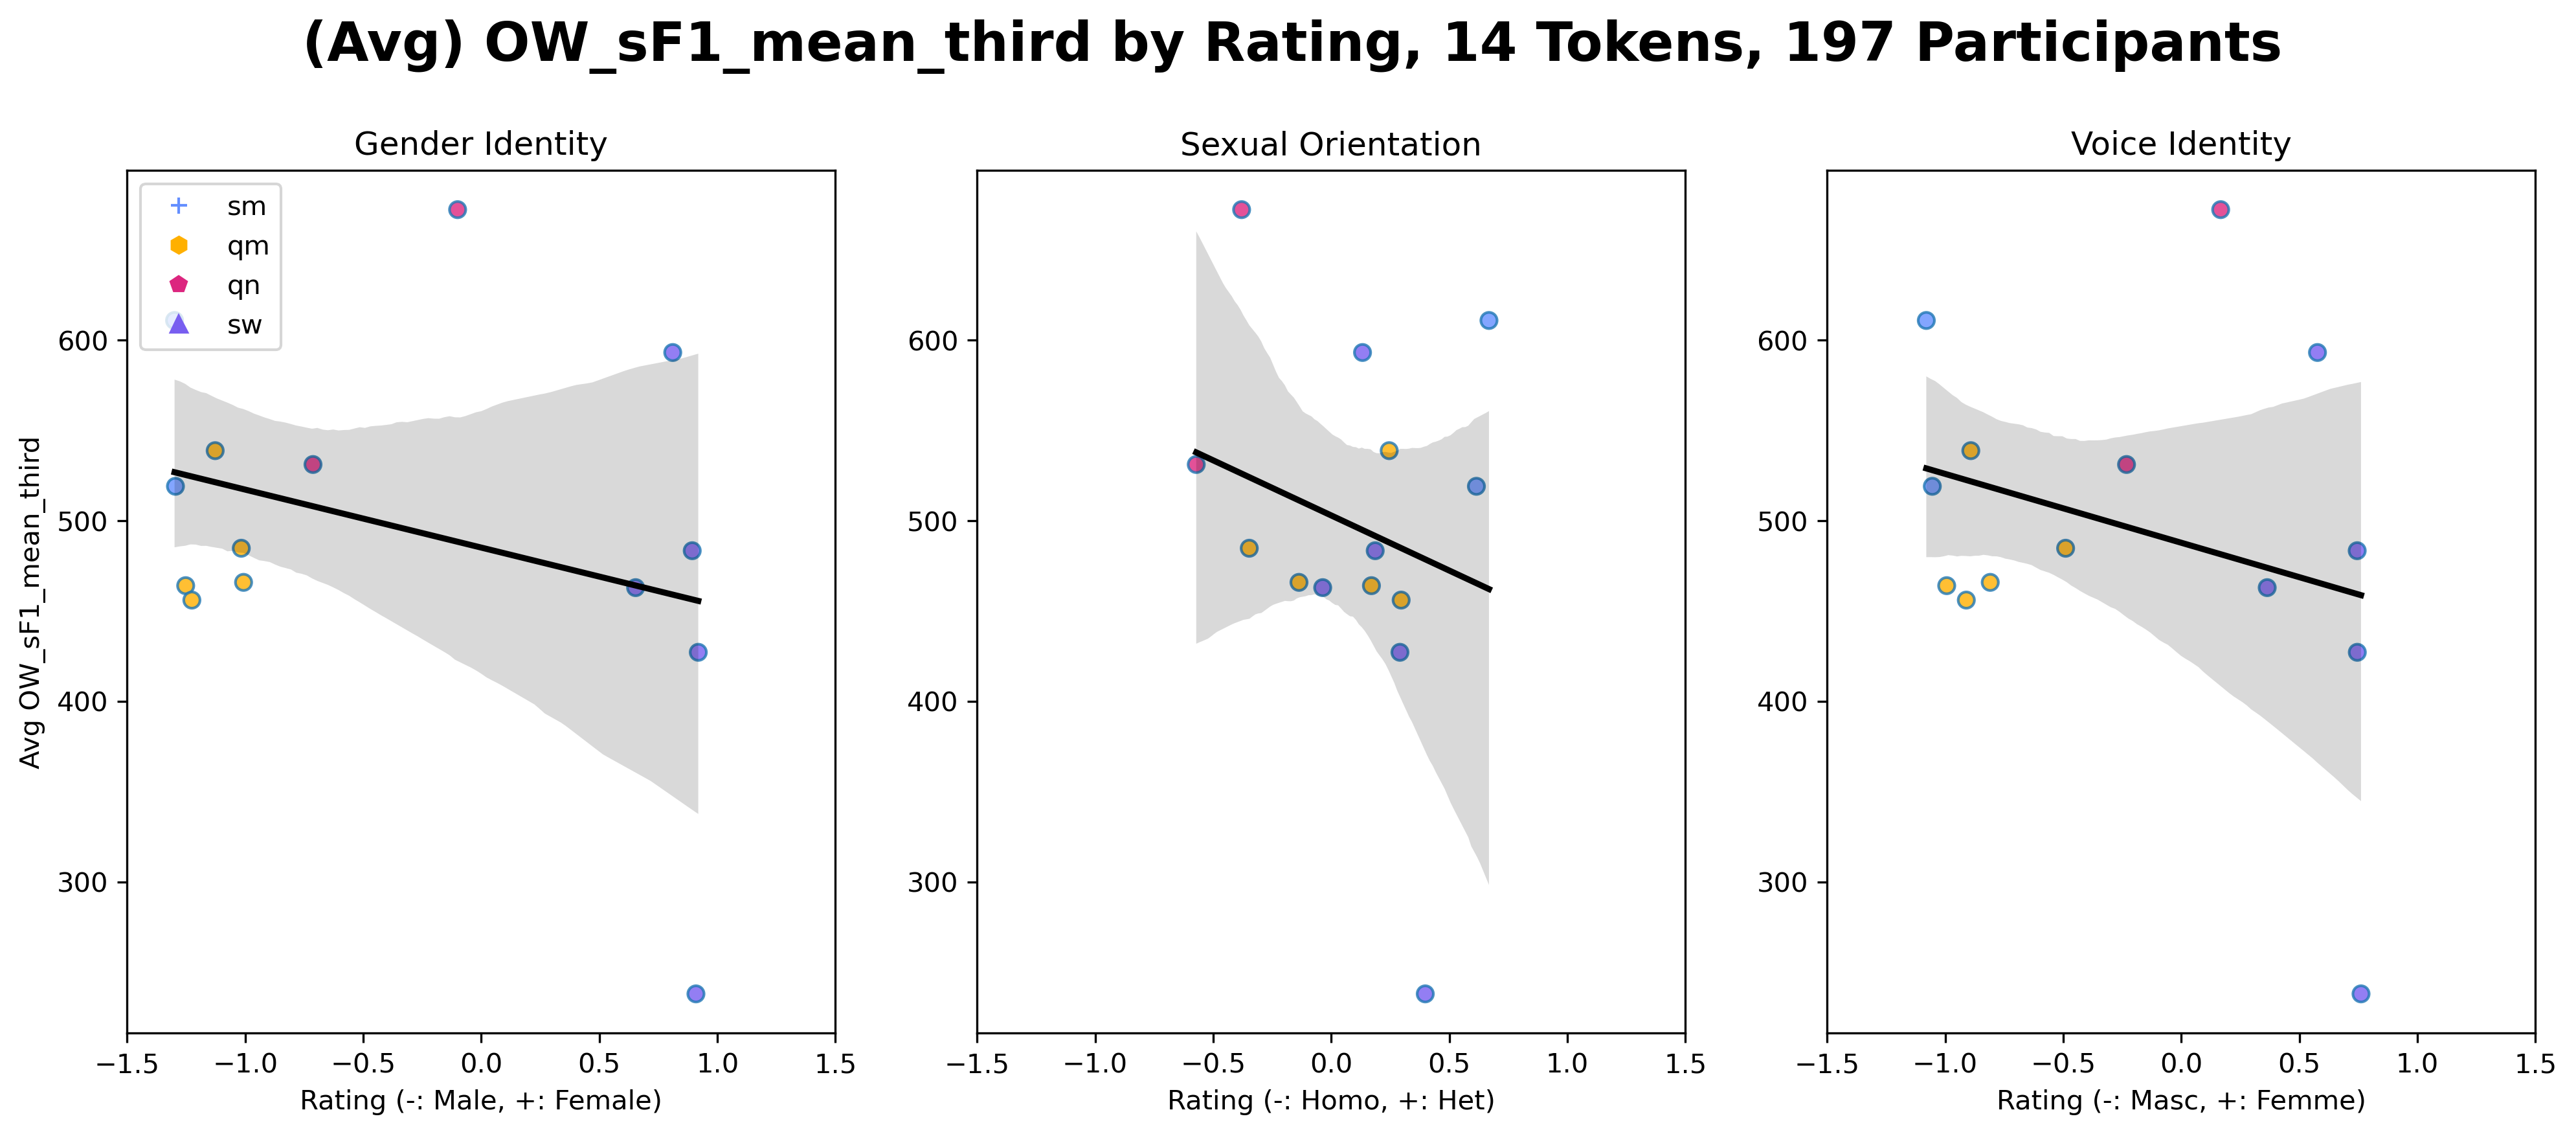 (Avg) OW_sF1_mean_third by Rating, 14 Tokens, 197 Participants
Gender Identity
Sexual Orientation
Voice Identity
sm
qm
qn
sw
Avg OW_sF1_mean_third
600
500
400
300
600
500
400
300
600
500
400
300
−1.5 −1.0 −0.5 0.0 0.5 1.0 1.5
−1.5 −1.0 −0.5 0.0 0.5 1.0 1.5
−1.5 −1.0 −0.5 0.0 0.5 1.0 1.5
Rating (-: Male, +: Female)
Rating (-: Homo, +: Het)
Rating (-: Masc, +: Femme)